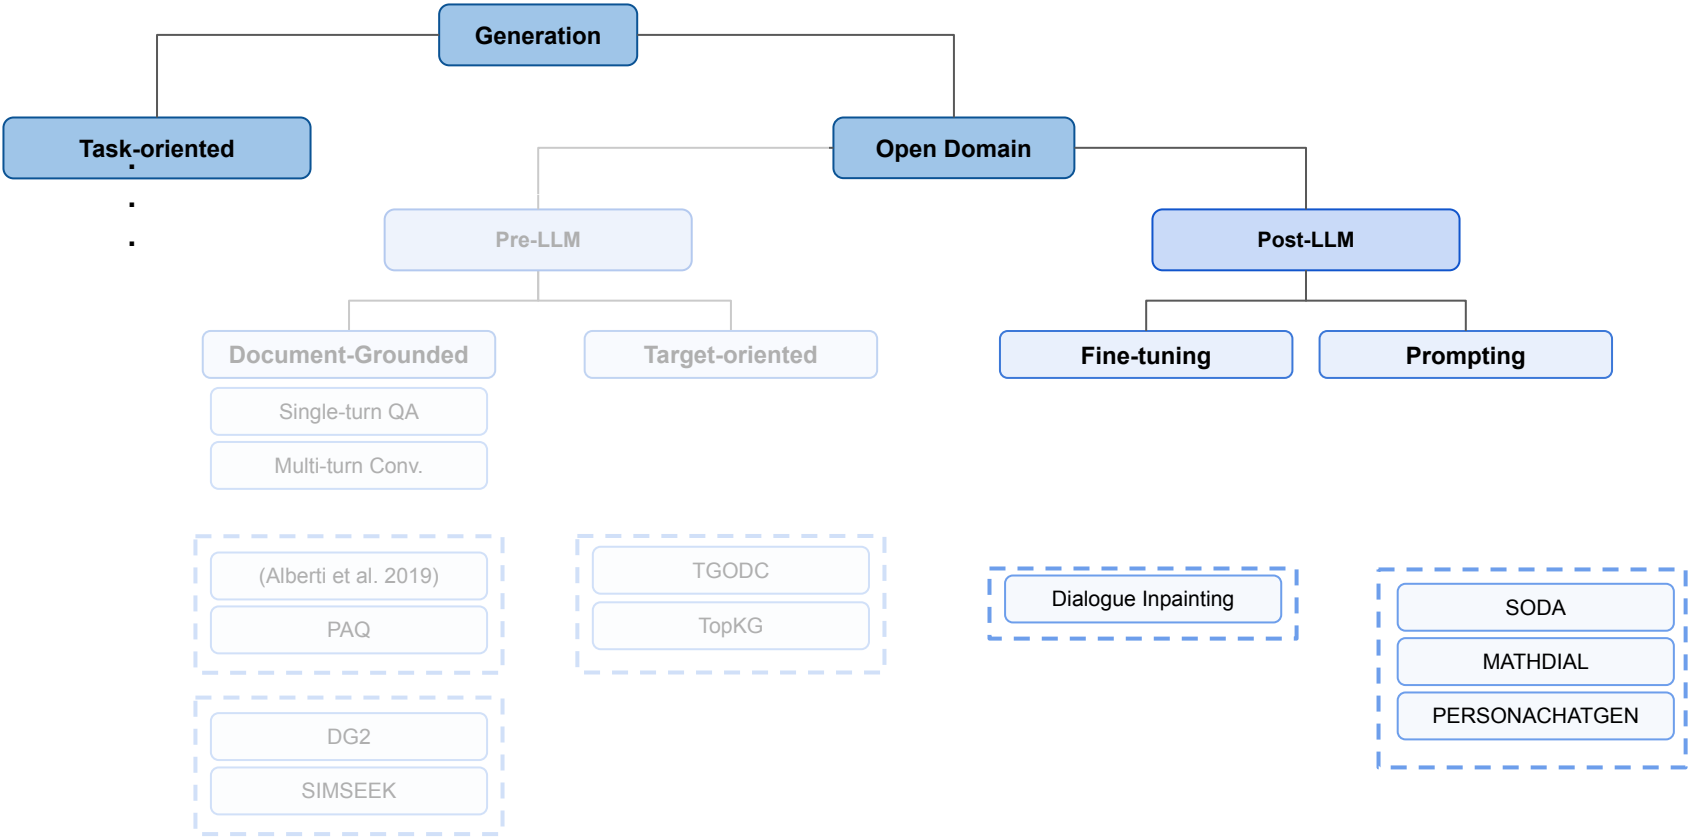 Generation
Task-oriented
Open Domain
.
.
.
Pre-LLM
Post-LLM
Document-Grounded
Target-oriented
Fine-tuning
Prompting
Single-turn QA
Multi-turn Conv.
(Alberti et al. 2019)
PAQ
TGODC
TopKG
Dialogue Inpainting
SODA
MATHDIAL
PERSONACHATGEN
DG2
SIMSEEK